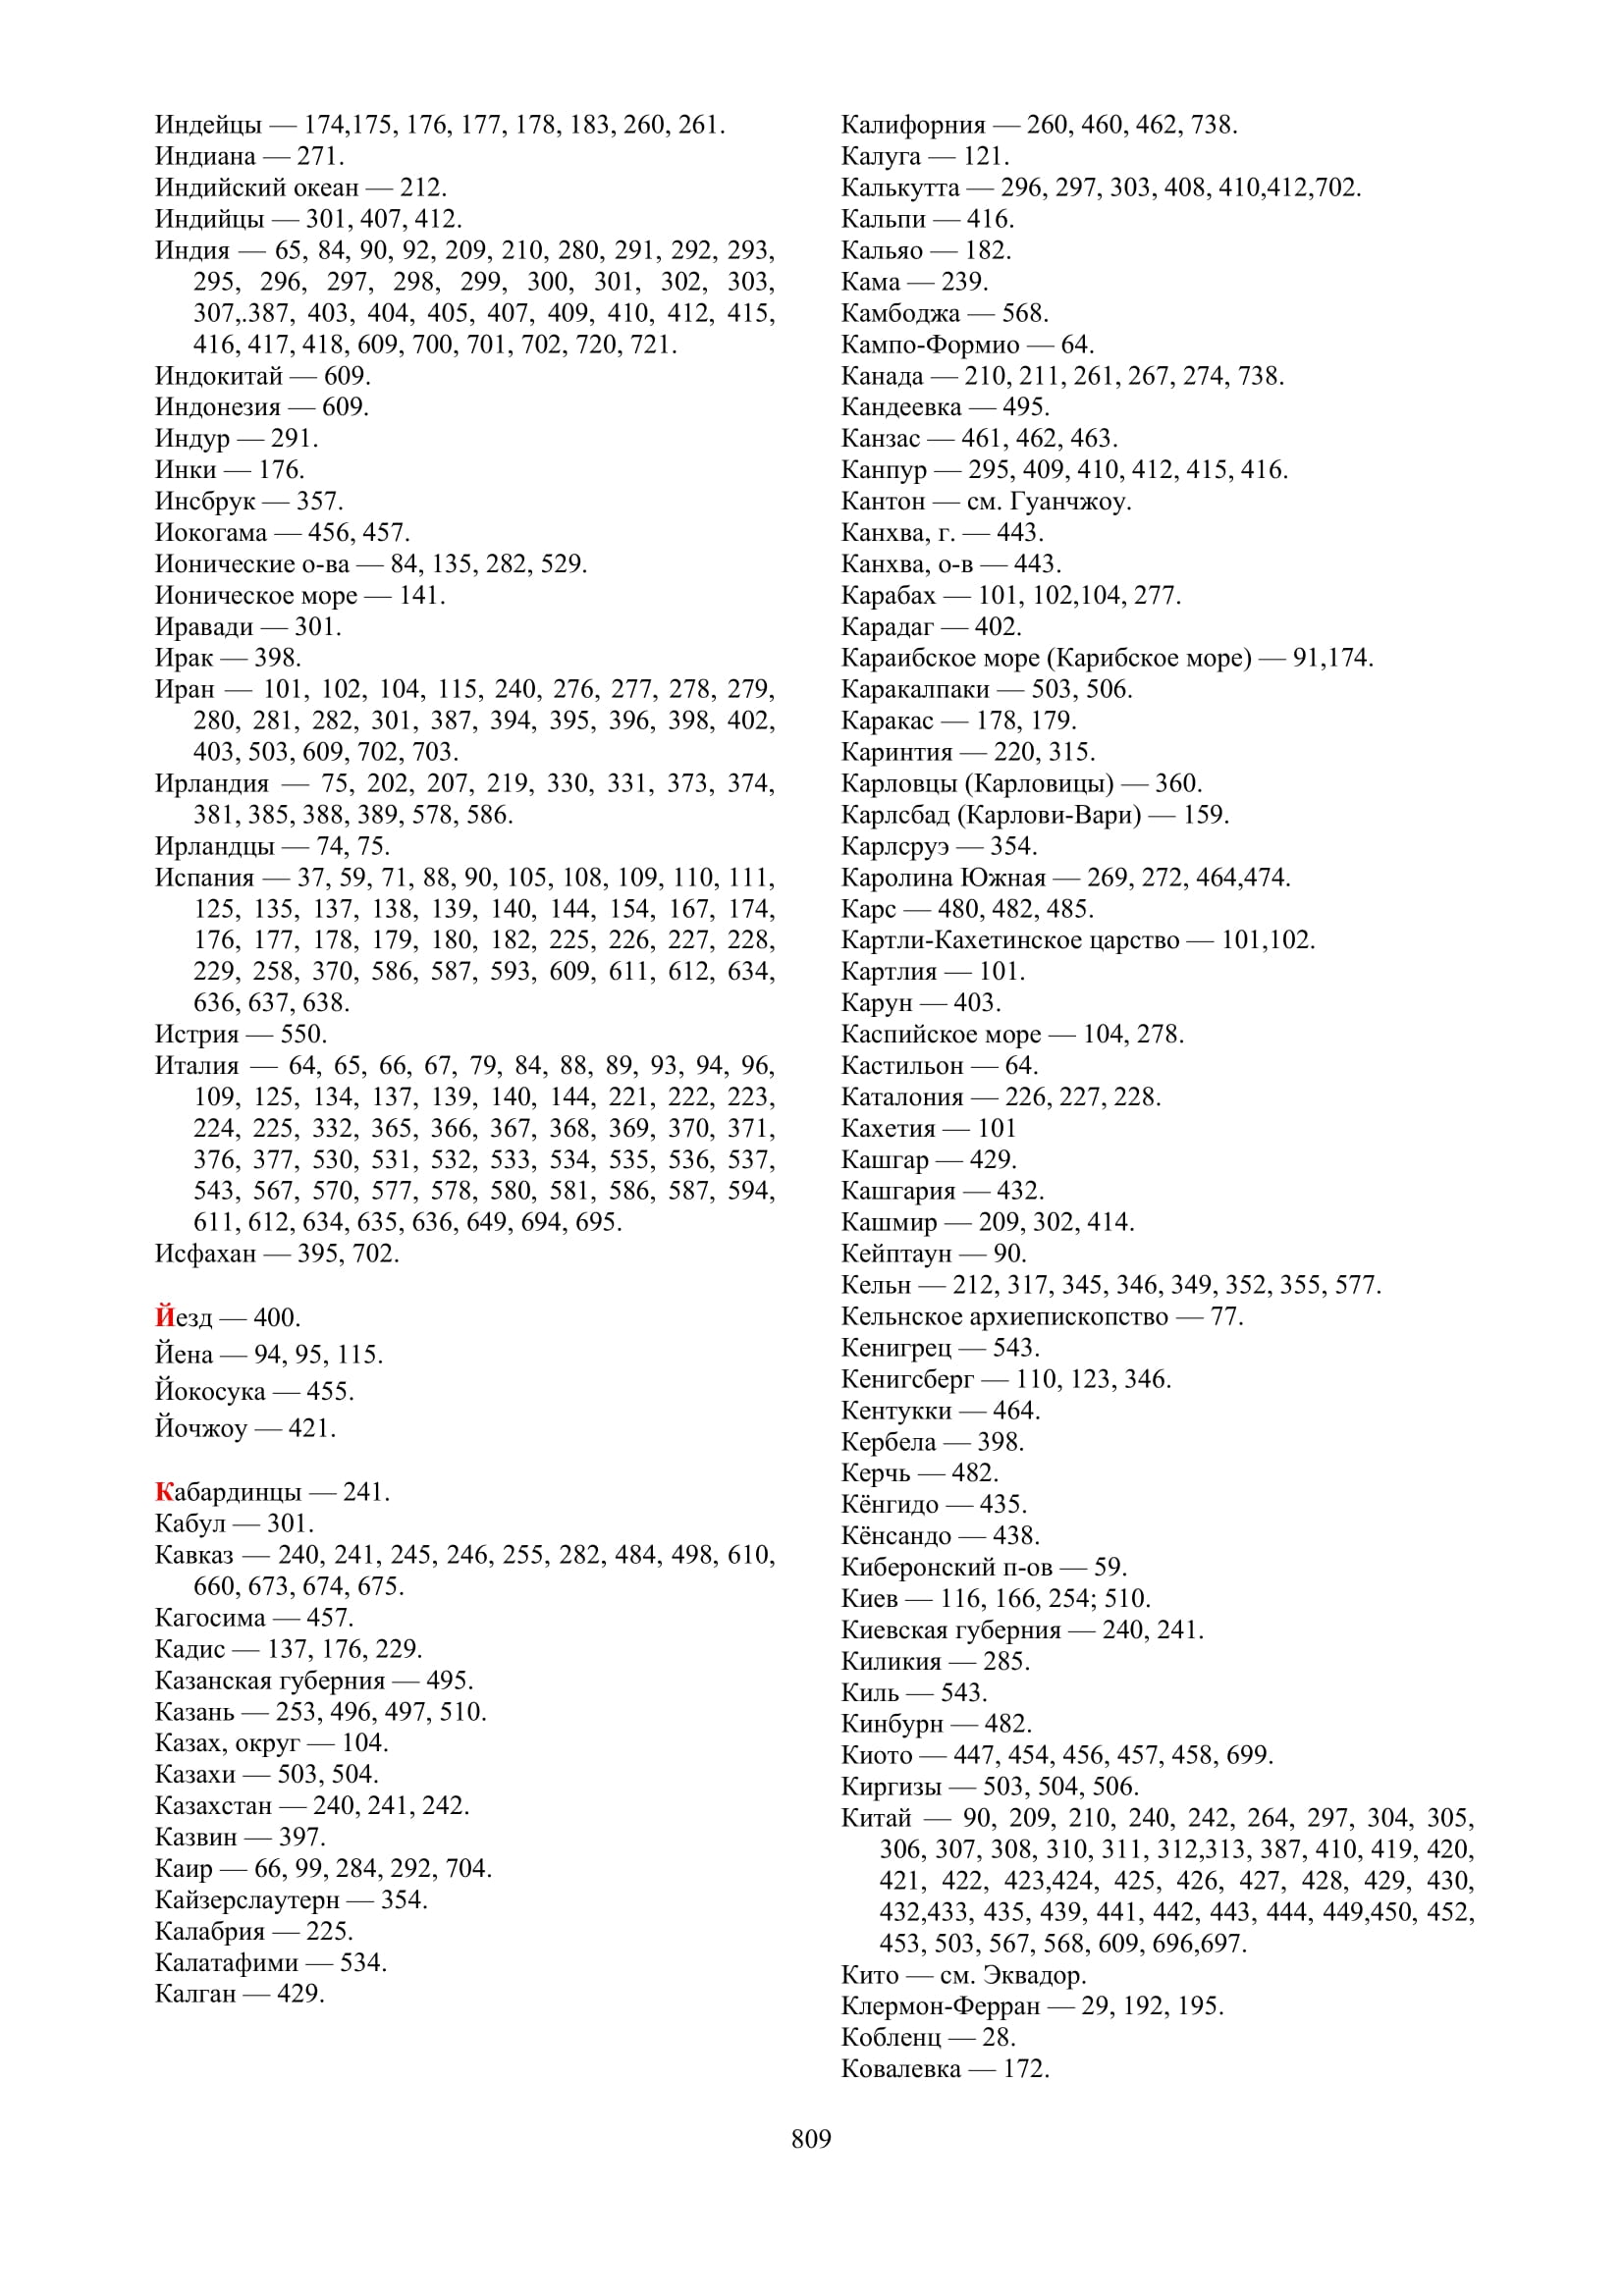 Индейцы — 174,175, 176, 177, 178, 183, 260, 261.
Индиана — 271.
Индийский океан — 212.
Индийцы — 301, 407, 412.
Индия — 65, 84, 90, 92, 209, 210, 280, 291, 292, 293,
295, 296, 297, 298, 299, 300, 301, 302, 303,
307,.387, 403, 404, 405, 407, 409, 410, 412, 415,
416, 417, 418, 609, 700, 701, 702, 720, 721.
Индокитай — 609.
Индонезия — 609.
Индур — 291.
Инки — 176.
Инсбрук — 357.
Иокогама — 456, 457.
Ионические о-ва — 84, 135, 282, 529.
Ионическое море — 141.
Иравади — 301.
Ирак — 398.
Иран — 101, 102, 104, 115, 240, 276, 277, 278, 279,
280, 281, 282, 301, 387, 394, 395, 396, 398, 402,
403, 503, 609, 702, 703.
Ирландия — 75, 202, 207, 219, 330, 331, 373, 374,
381, 385, 388, 389, 578, 586.
Ирландцы — 74, 75.
Испания — 37, 59, 71, 88, 90, 105, 108, 109, 110, 111,
125, 135, 137, 138, 139, 140, 144, 154, 167, 174,
176, 177, 178, 179, 180, 182, 225, 226, 227, 228,
229, 258, 370, 586, 587, 593, 609, 611, 612, 634,
636, 637, 638.
Истрия — 550.
Италия — 64, 65, 66, 67, 79, 84, 88, 89, 93, 94, 96,
109, 125, 134, 137, 139, 140, 144, 221, 222, 223,
224, 225, 332, 365, 366, 367, 368, 369, 370, 371,
376, 377, 530, 531, 532, 533, 534, 535, 536, 537,
543, 567, 570, 577, 578, 580, 581, 586, 587, 594,
611, 612, 634, 635, 636, 649, 694, 695.
Исфахан — 395, 702.
Йезд — 400.
Йена — 94, 95, 115.
Йокосука — 455.
Йочжоу — 421.
Кабардинцы — 241.
Кабул — 301.
Кавказ — 240, 241, 245, 246, 255, 282, 484, 498, 610,
660, 673, 674, 675.
Кагосима — 457.
Кадис — 137, 176, 229.
Казанская губерния — 495.
Казань — 253, 496, 497, 510.
Казах, округ — 104.
Казахи — 503, 504.
Казахстан — 240, 241, 242.
Казвин — 397.
Каир — 66, 99, 284, 292, 704.
Кайзерслаутерн — 354.
Калабрия — 225.
Калатафими — 534.
Калган — 429.
Калифорния — 260, 460, 462, 738.
Калуга — 121.
Калькутта — 296, 297, 303, 408, 410,412,702.
Кальпи — 416.
Кальяо — 182.
Кама — 239.
Камбоджа — 568.
Кампо-Формио — 64.
Канада — 210, 211, 261, 267, 274, 738.
Кандеевка — 495.
Канзас — 461, 462, 463.
Канпур — 295, 409, 410, 412, 415, 416.
Кантон — см. Гуанчжоу.
Канхва, г. — 443.
Канхва, о-в — 443.
Карабах — 101, 102,104, 277.
Карадаг — 402.
Караибское море (Карибское море) — 91,174.
Каракалпаки — 503, 506.
Каракас — 178, 179.
Каринтия — 220, 315.
Карловцы (Карловицы) — 360.
Карлсбад (Карлови-Вари) — 159.
Карлсруэ — 354.
Каролина Южная — 269, 272, 464,474.
Карс — 480, 482, 485.
Картли-Кахетинское царство — 101,102.
Картлия — 101.
Карун — 403.
Каспийское море — 104, 278.
Кастильон — 64.
Каталония — 226, 227, 228.
Кахетия — 101
Кашгар — 429.
Кашгария — 432.
Кашмир — 209, 302, 414.
Кейптаун — 90.
Кельн — 212, 317, 345, 346, 349, 352, 355, 577.
Кельнское архиепископство — 77.
Кенигрец — 543.
Кенигсберг — 110, 123, 346.
Кентукки — 464.
Кербела — 398.
Керчь — 482.
Кёнгидо — 435.
Кёнсандо — 438.
Киберонский п-ов — 59.
Киев — 116, 166, 254; 510.
Киевская губерния — 240, 241.
Киликия — 285.
Киль — 543.
Кинбурн — 482.
Киото — 447, 454, 456, 457, 458, 699.
Киргизы — 503, 504, 506.
Китай — 90, 209, 210, 240, 242, 264, 297, 304, 305,
306, 307, 308, 310, 311, 312,313, 387, 410, 419, 420,
421, 422, 423,424, 425, 426, 427, 428, 429, 430,
432,433, 435, 439, 441, 442, 443, 444, 449,450, 452,
453, 503, 567, 568, 609, 696,697.
Кито — см. Эквадор.
Клермон-Ферран — 29, 192, 195.
Кобленц — 28.
Ковалевка — 172.
809